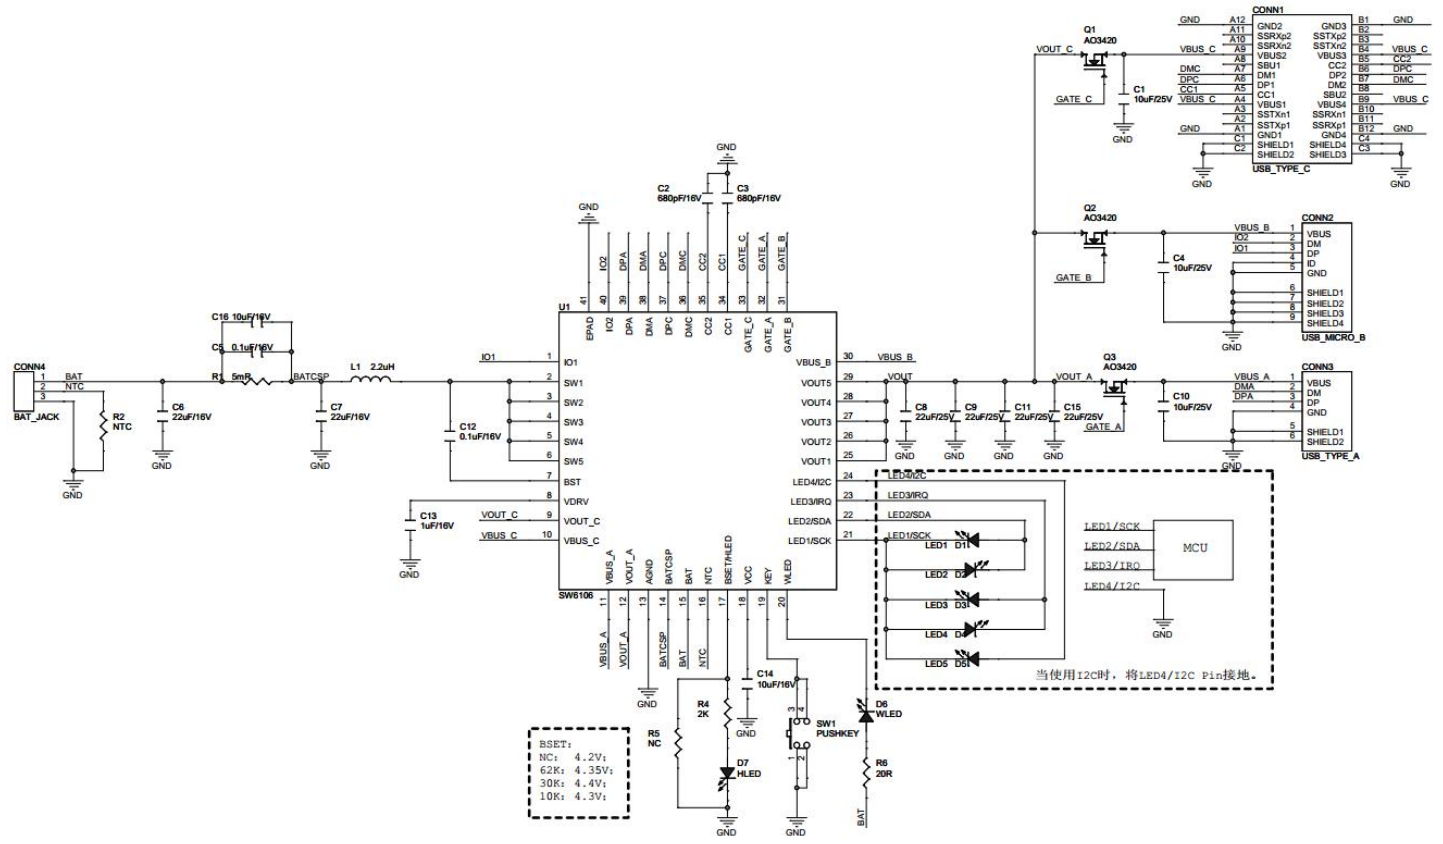 CONN1
GND A12 GND2 GND3 B1 GND
A11 SSRXp2 SSTXp2 B2
A10 SSRXn2 SSTXn2 B3
VBUS_C A9 VBUS2 VBUS3 B4 VBUS_C
A8 SBU1 CC2 B5 CC2
DMC A7 DM1 DP2 B6 DPC
DPC A6 DP1 DM2 B7 DMC
CC1 A5 CC1 SBU2 B8
VBUS_C A4 VBUS1 VBUS4 B9 VBUS_C
A3 SSTXn1 SSRXn1 B10
A2 SSTXp1 SSRXp1 B11
GND A1 GND1 GND4 B12 GND
C1 SHIELD1 SHIELD4 C4
C2 SHIELD2 SHIELD3 C3
USB_TYPE_C
GND
GND
Q1
AO3420
VOUT_C
GATE_C
C1
10uF/25V
GND
Q2
AO3420
GATE_B
C4
10uF/25V
CONN2
VBUS_B 1 VBUS
IO2 2 DM
IO1 3 DP
4 ID
5 GND
6 SHIELD1
7 SHIELD2
8 SHIELD3
9 SHIELD4
GND
USB_MICRO_B
Q3
AO3420
VOUT_A
GATE_A
C10
10uF/25V
CONN3
VBUS_A 1 VBUS
DMA 2 DM
DPA 3 DP
4 GND
5 SHIELD1
6 SHIELD2
GND
USB_TYPE_A
GND
C2
680pF/16V
C3
680pF/16V
GND
IO2
DPA
DMA
DPC
DMC
CC2
CC1
GATE_C
GATE_A
GATE_B
41 EPAD
40 IO2
39 DPA
38 DMA
37 DPC
36 DMC
35 CC2
34 CC1
33 GATE_C
32 GATE_A
31 GATE_B
U1
IO1 1 IO1
2 SW1
3 SW2
4 SW3
5 SW4
6 SW5
7 BST
8 VDRV
VOUT_C 9 VOUT_C
VBUS_C 10 VBUS_C
VBUS_B 30 VBUS_B
VOUT5 29 VOUT
VOUT4 28
VOUT3 27
VOUT2 26
VOUT1 25
LED4/I2C 24 LED4/I2C
LED3/IRQ 23 LED3/IRQ
LED2/SDA 22 LED2/SDA
LED1/SCK 21 LED1/SCK
VBUS_A 11 VBUS_A
VOUT_A 12 VOUT_A
AGND 13
BATCSP 14 BATCSP
BAT 15 BAT
NTC 16 NTC
BSET/HLED 17
VCC 18
KEY 19
WLED 20
SW6106
C16 10uF/16V
C5 0.1uF/16V
R1 5mR
BATCSP
L1 2.2uH
CONN4
1 BAT
2 NTC
3
BAT_JACK
R2
NTC
GND
C6
22uF/16V
GND
C7
22uF/16V
GND
C12
0.1uF/16V
C13
1uF/16V
GND
C8
22uF/25V
GND
C9
22uF/25V
GND
C11
22uF/25V
GND
C15
22uF/25V
GND
LED1 D1
LED2 D2
LED3 D3
LED4 D4
LED5 D5
LED1/SCK
LED2/SDA
LED3/IRQ
LED4/I2C
MCU
GND
当使用I2C时，将LED4/I2C Pin接地。
GND
R5
NC
R4
2K
D7
HLED
GND
C14
10uF/16V
GND
3
4
1
2
SW1
PUSHKEY
GND
D6
WLED
R6
20R
BAT
BSET:
NC: 4.2V;
62K: 4.35V;
30K: 4.4V;
10K: 4.3V;